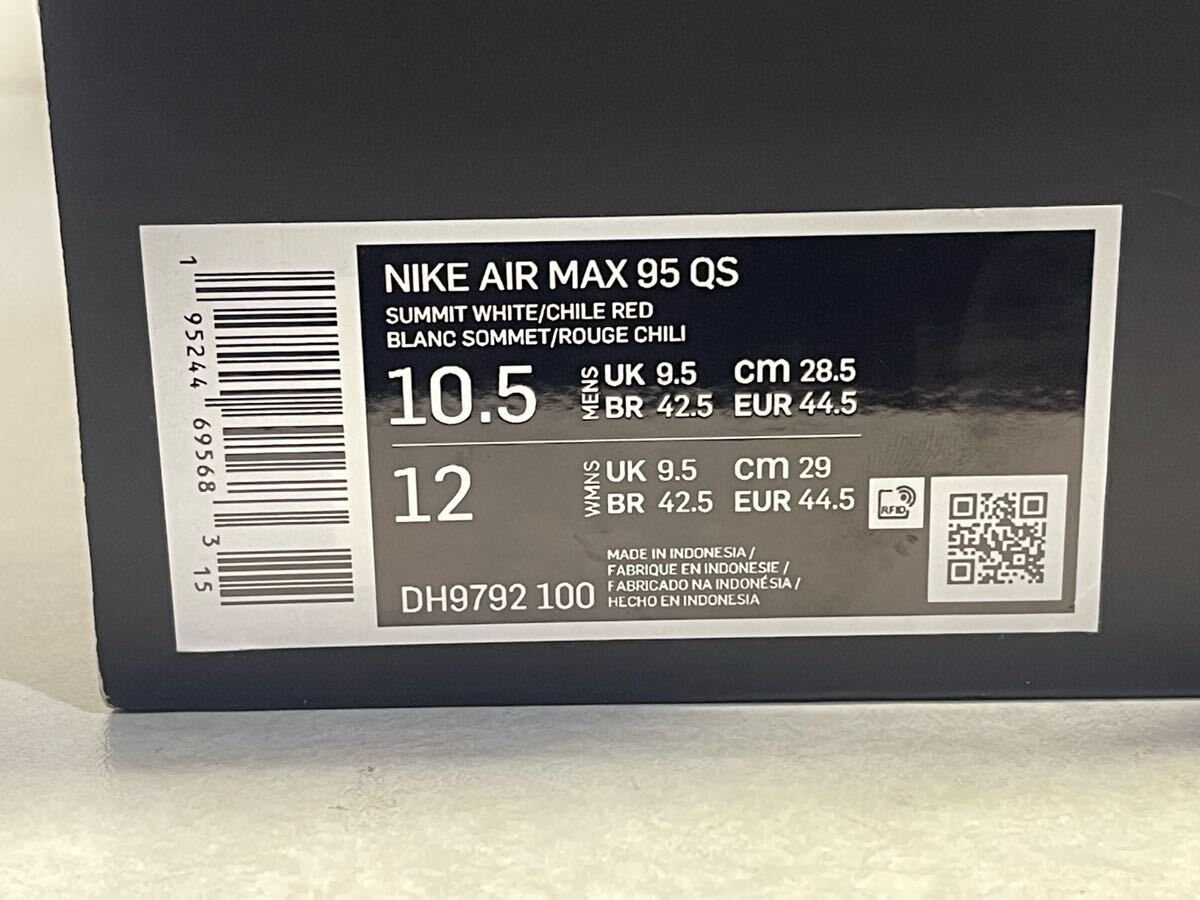 1 95244 69568 3 15
NIKE AIR MAX 95 QS
SUMMIT WHITE/CHILE RED
BLANC SOMMET/ROUGE CHILI
10.5 MENS UK 9.5 cm 28.5
BR 42.5 EUR 44.5
12 WMNS UK 9.5 cm 29
BR 42.5 EUR 44.5
RFID
MADE IN INDONESIA /
FABRIQUE EN INDONESIE /
FABRICADO NA INDONÉSIA /
HECHO EN INDONESIA
DH9792 100